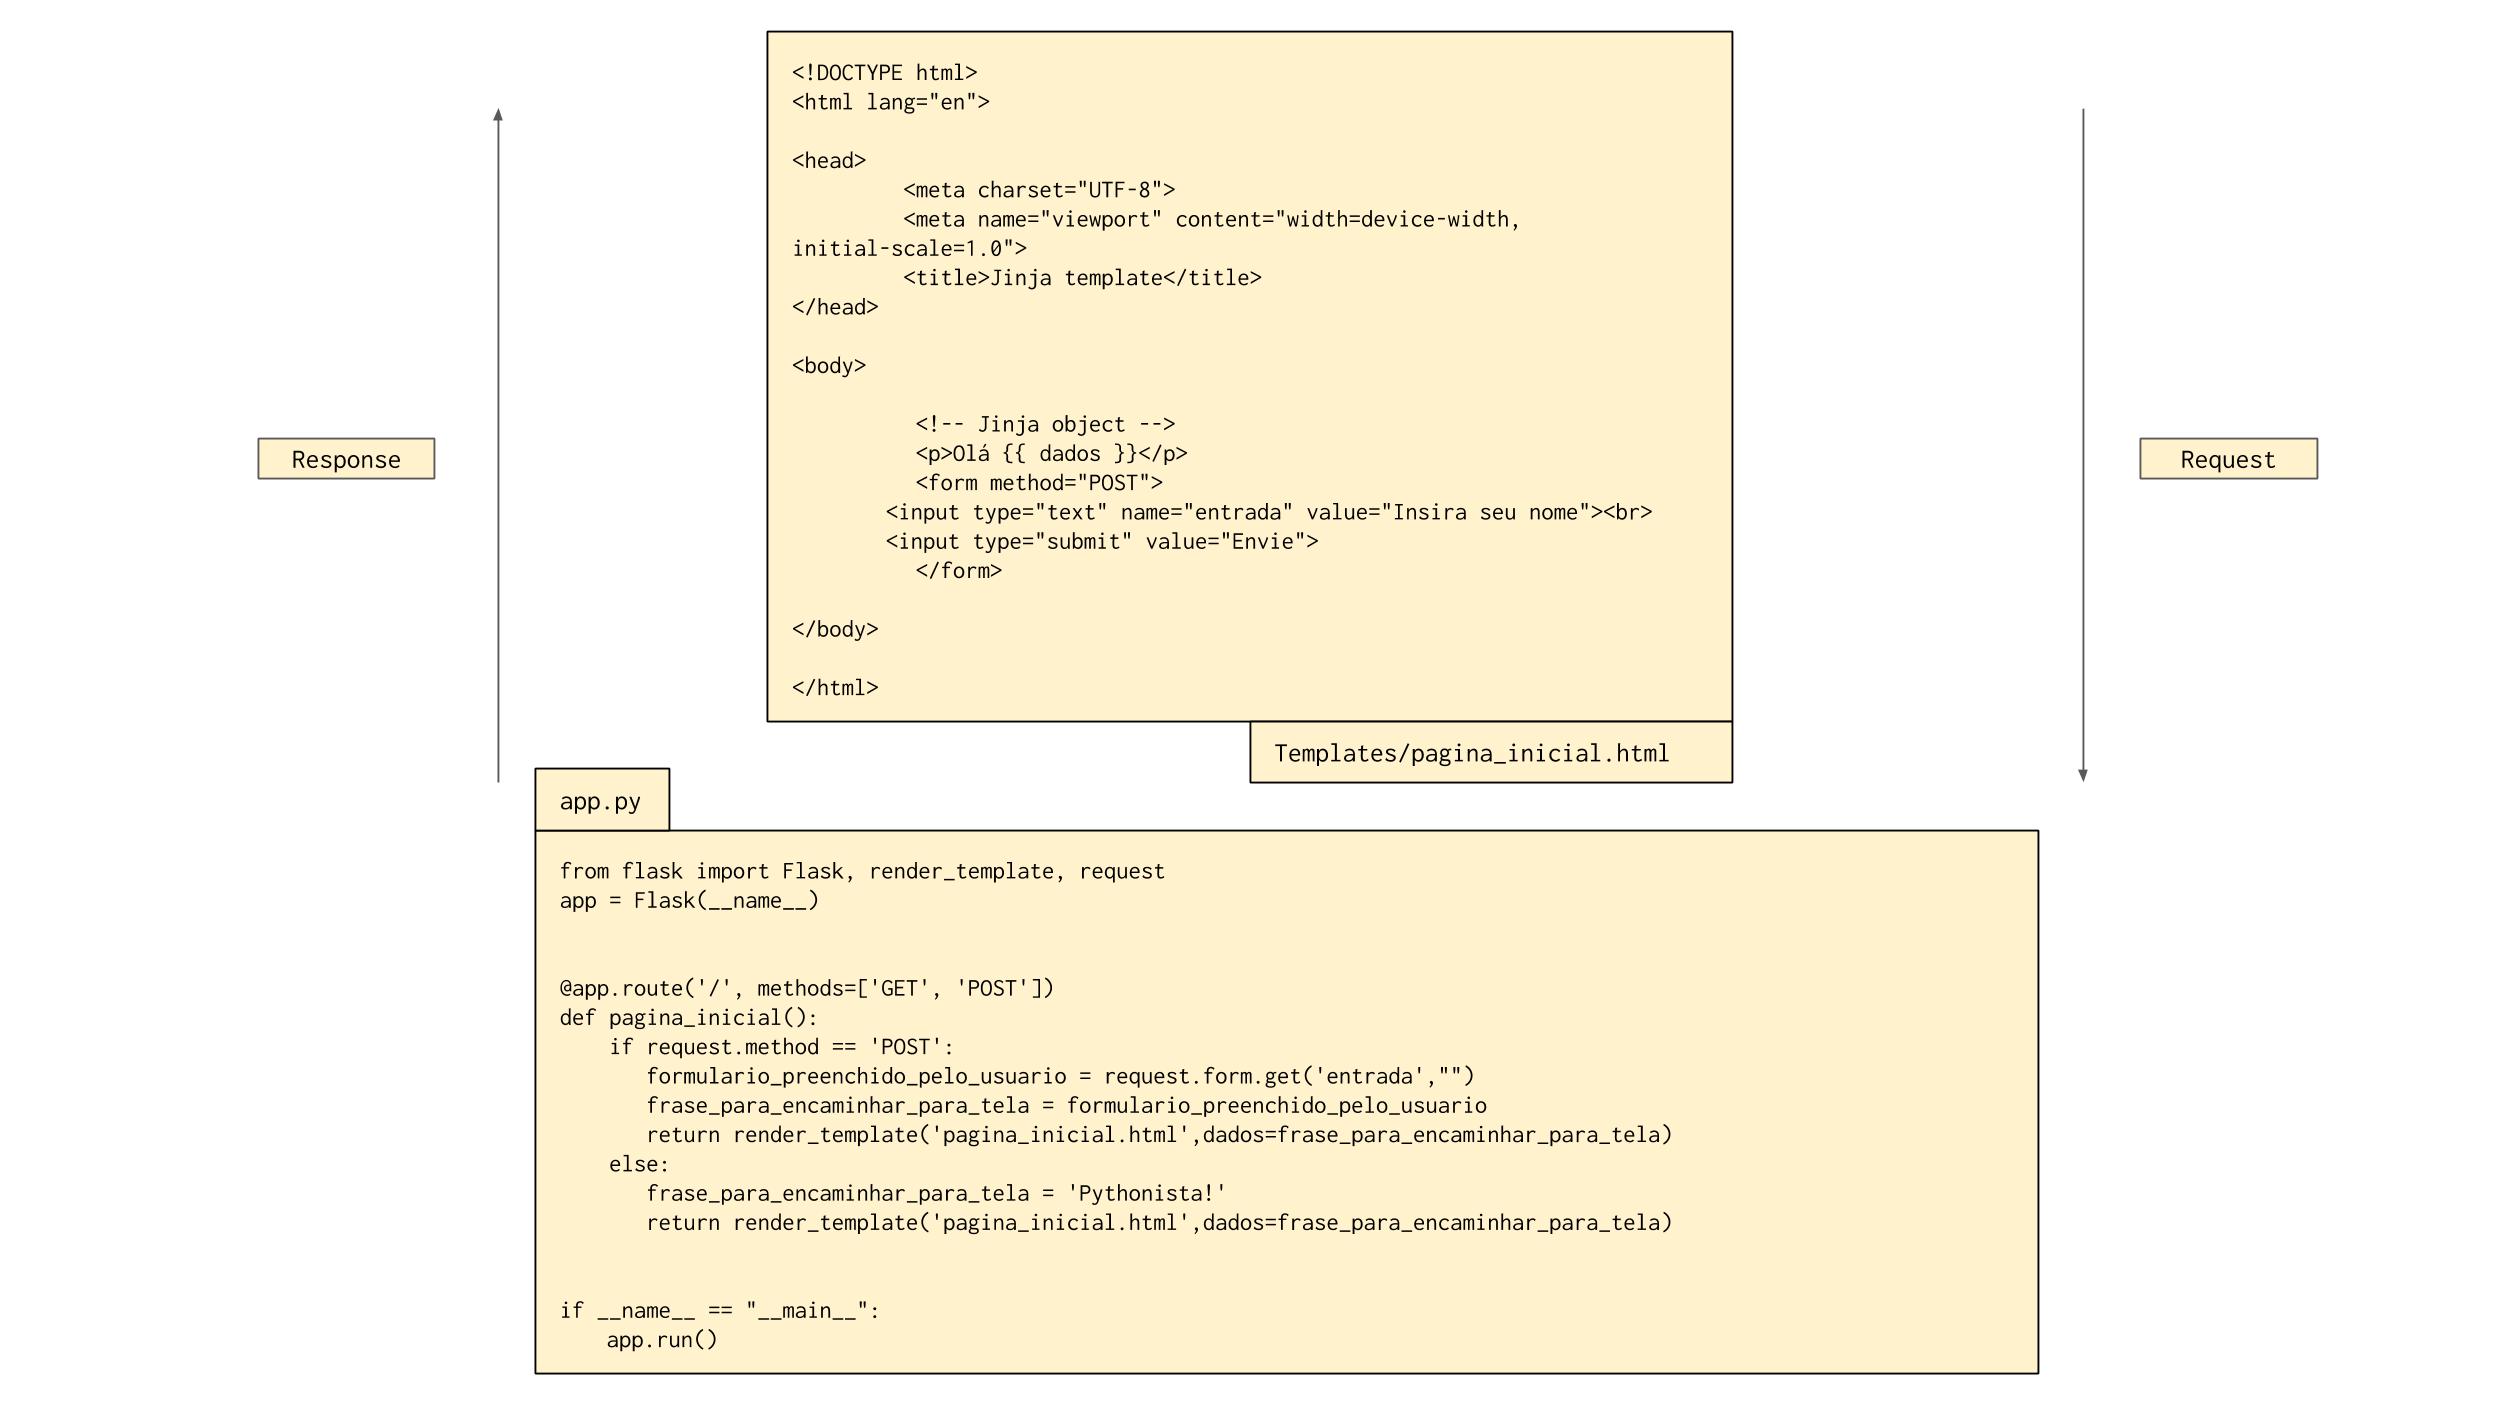 <!DOCTYPE html>
<html lang="en">
<head>
<meta charset="UTF-8">
<meta name="viewport" content="width=device-width,
initial-scale=1.0">
<title>Jinja template</title>
</head>
<body>
<!-- Jinja object -->
<p>Olá {{ dados }}</p>
<form method="POST">
<input type="text" name="entrada" value="Insira seu nome"><br>
<input type="submit" value="Envie">
</form>
</body>
</html>
Templates/pagina_inicial.html
Response
Request
app.py
from flask import Flask, render_template, request
app = Flask(__name__)
@app.route('/', methods=['GET', 'POST'])
def pagina_inicial():
    if request.method == 'POST':
       formulario_preenchido_pelo_usuario = request.form.get('entrada',"")
       frase_para_encaminhar_para_tela = formulario_preenchido_pelo_usuario
       return render_template('pagina_inicial.html',dados=frase_para_encaminhar_para_tela)
    else:
       frase_para_encaminhar_para_tela = 'Pythonista!'
       return render_template('pagina_inicial.html',dados=frase_para_encaminhar_para_tela)
if __name__ == "__main__":
    app.run()